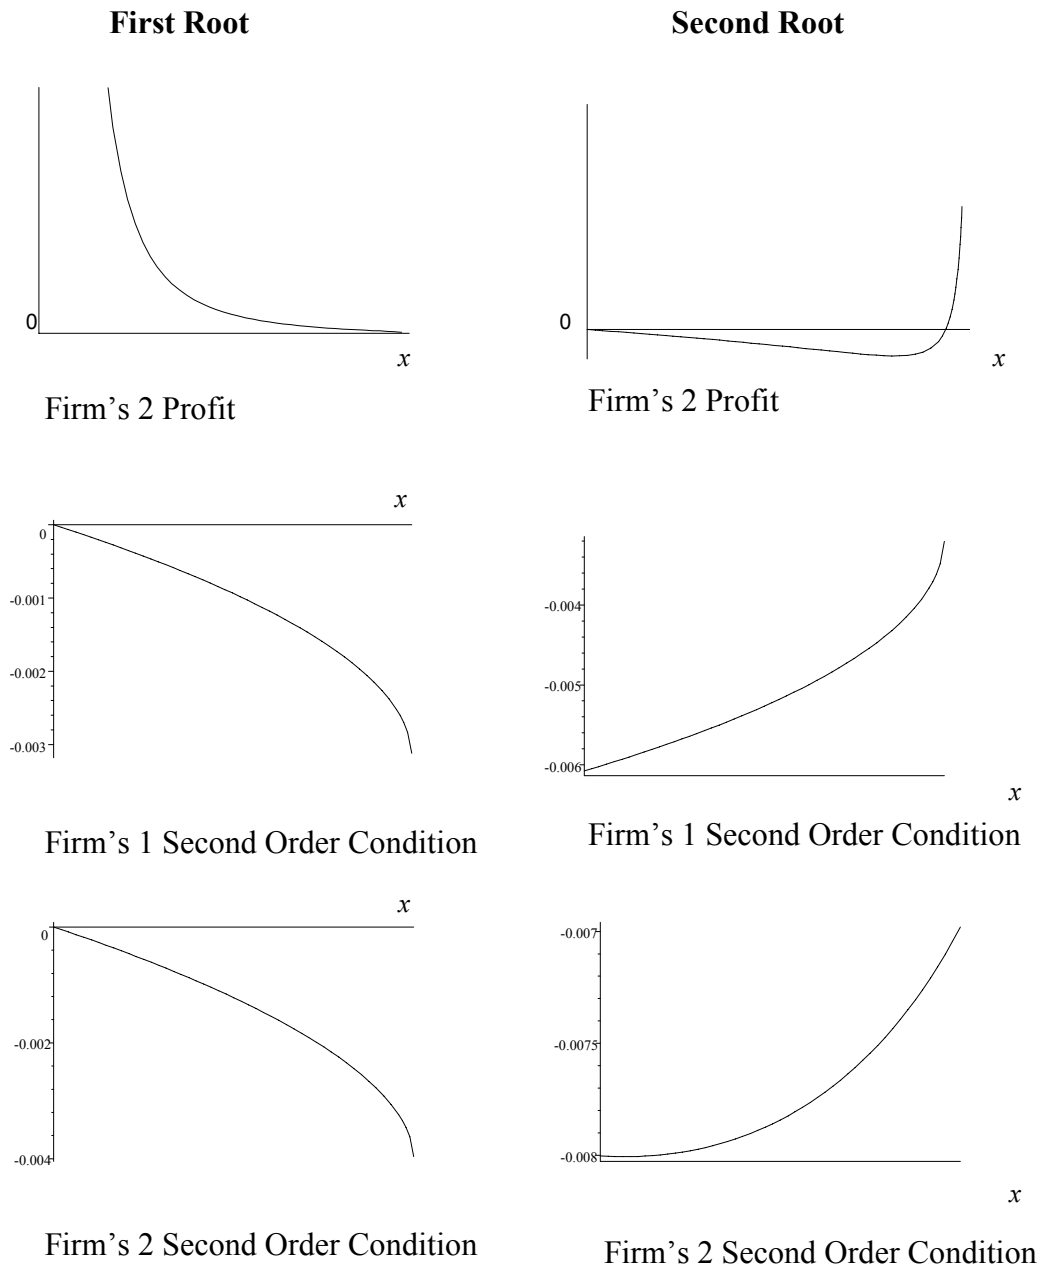 First Root
Second Root
0
x
Firm's 2 Profit
0
x
Firm's 2 Profit
x
0
-0.001
-0.002
-0.003
Firm's 1 Second Order Condition
-0.004
-0.005
-0.006
x
Firm's 1 Second Order Condition
x
0
-0.002
-0.004
Firm's 2 Second Order Condition
-0.007
-0.0075
-0.008
x
Firm's 2 Second Order Condition